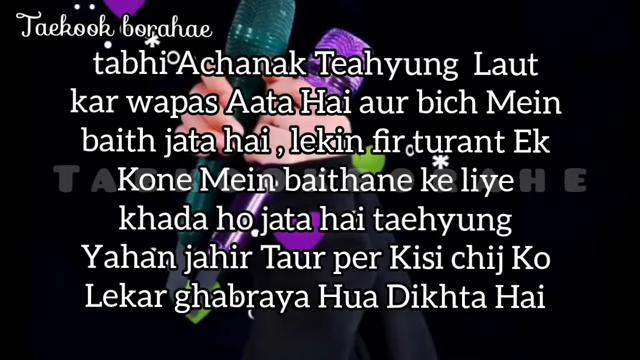 Taekook borahae
tabhi Achanak Teahyung Laut
kar wapas Aata Hai aur bich Mein
baith jata hai , lekin fir turant Ek
Kone Mein baithane ke liye
khada ho jata hai taehyung
Yahan jahir Taur per Kisi chij Ko
Lekar ghabraya Hua Dikhta Hai